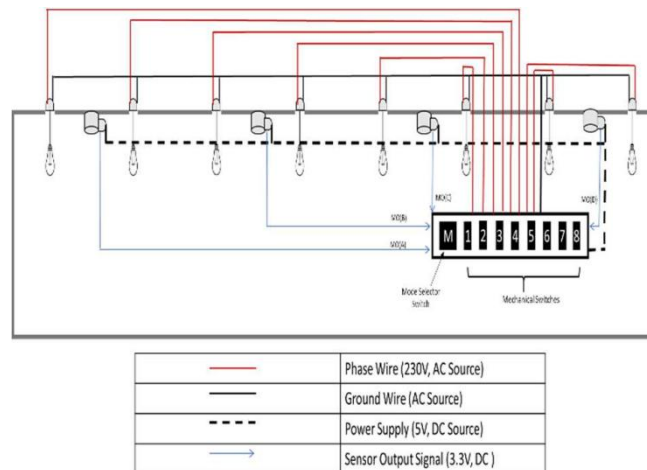 MO(C)
MO(B)
MO(D)
MO(A)
M 1 2 3 4 5 6 7 8
Mode Selector
Switch
Mechanical Switches
Phase Wire (230V, AC Source)
Ground Wire (AC Source)
Power Supply (5V, DC Source)
Sensor Output Signal (3.3V, DC )